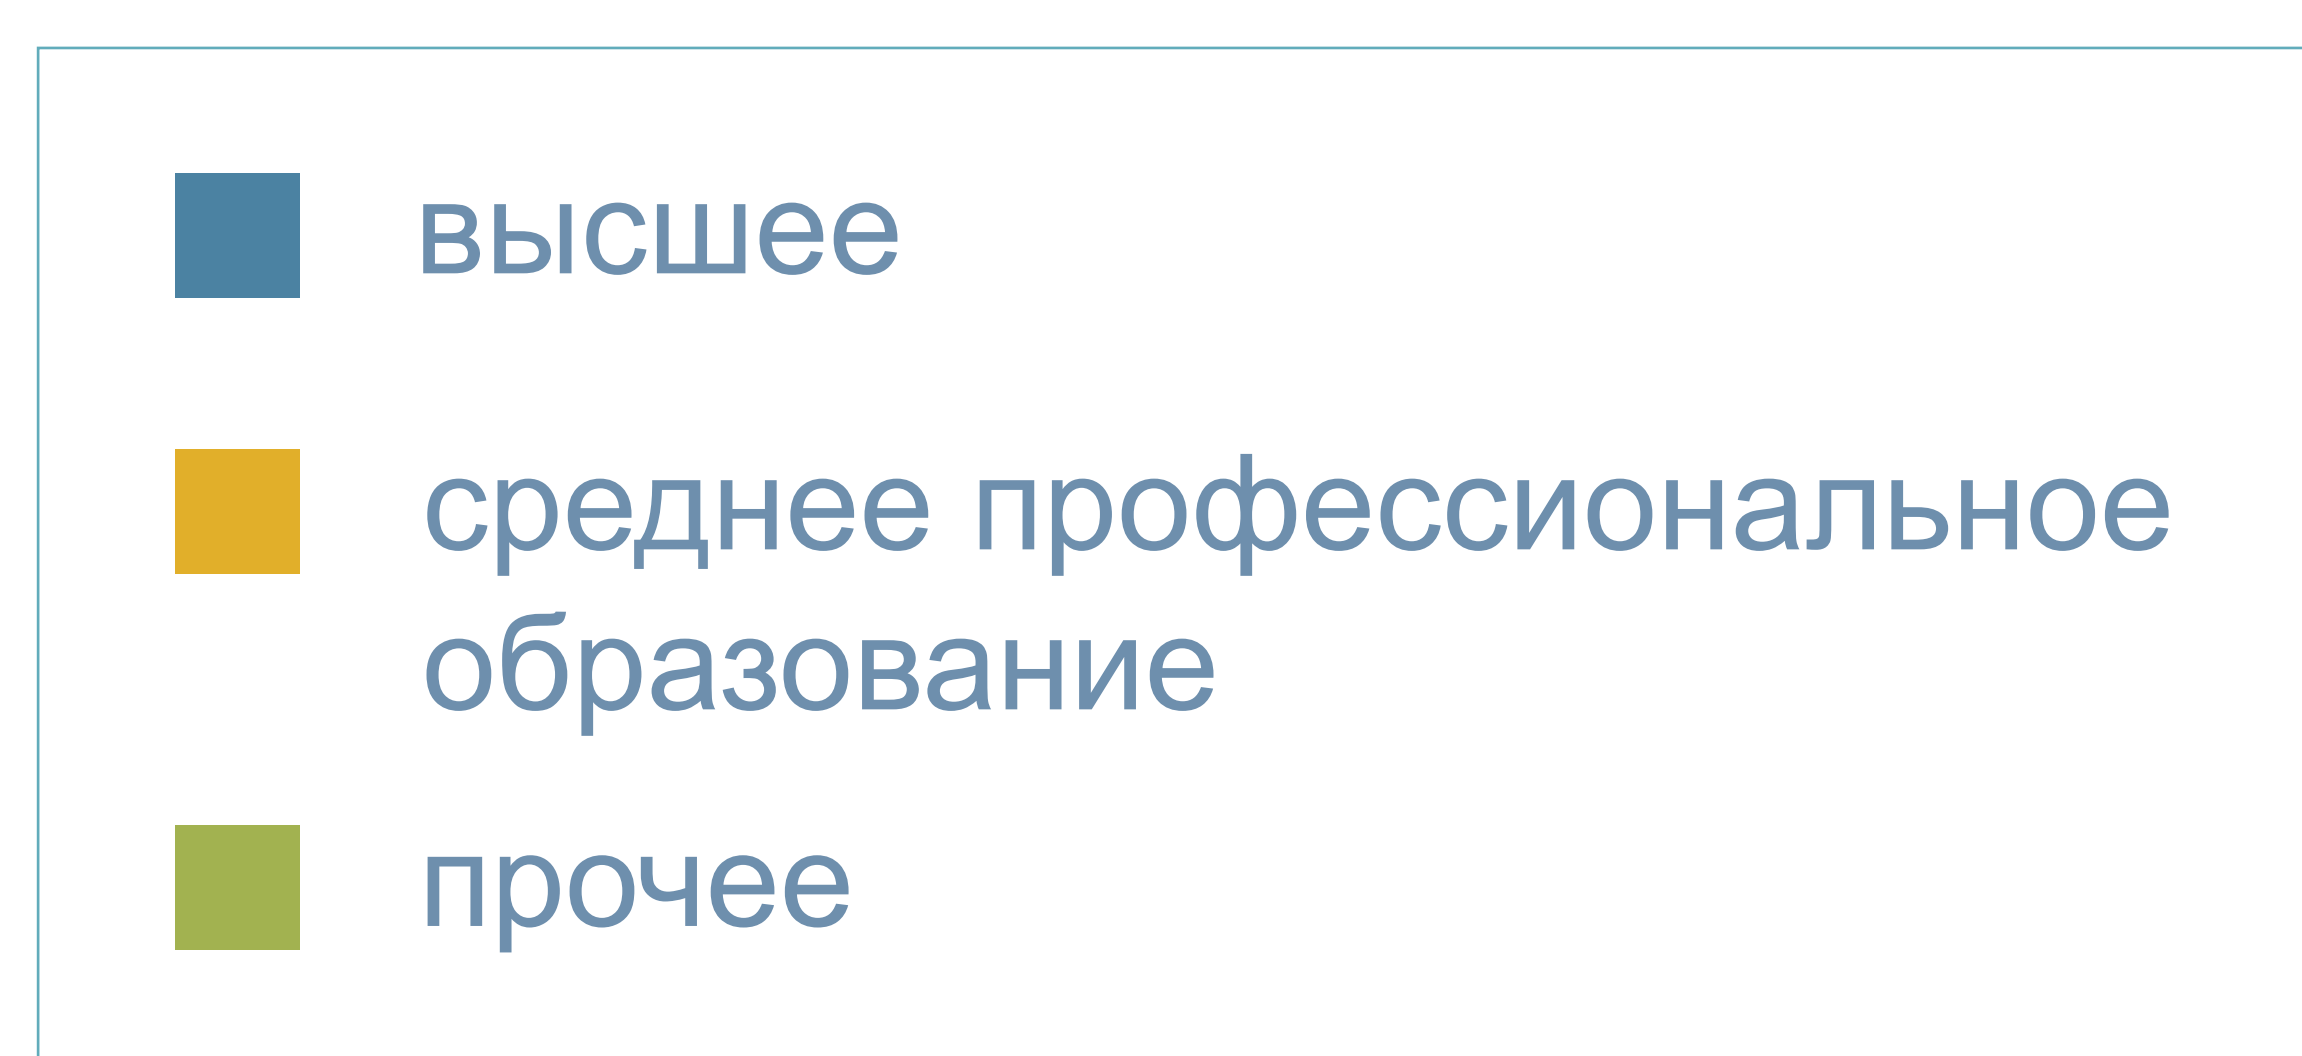 высшее
среднее профессиональное
образование
прочее